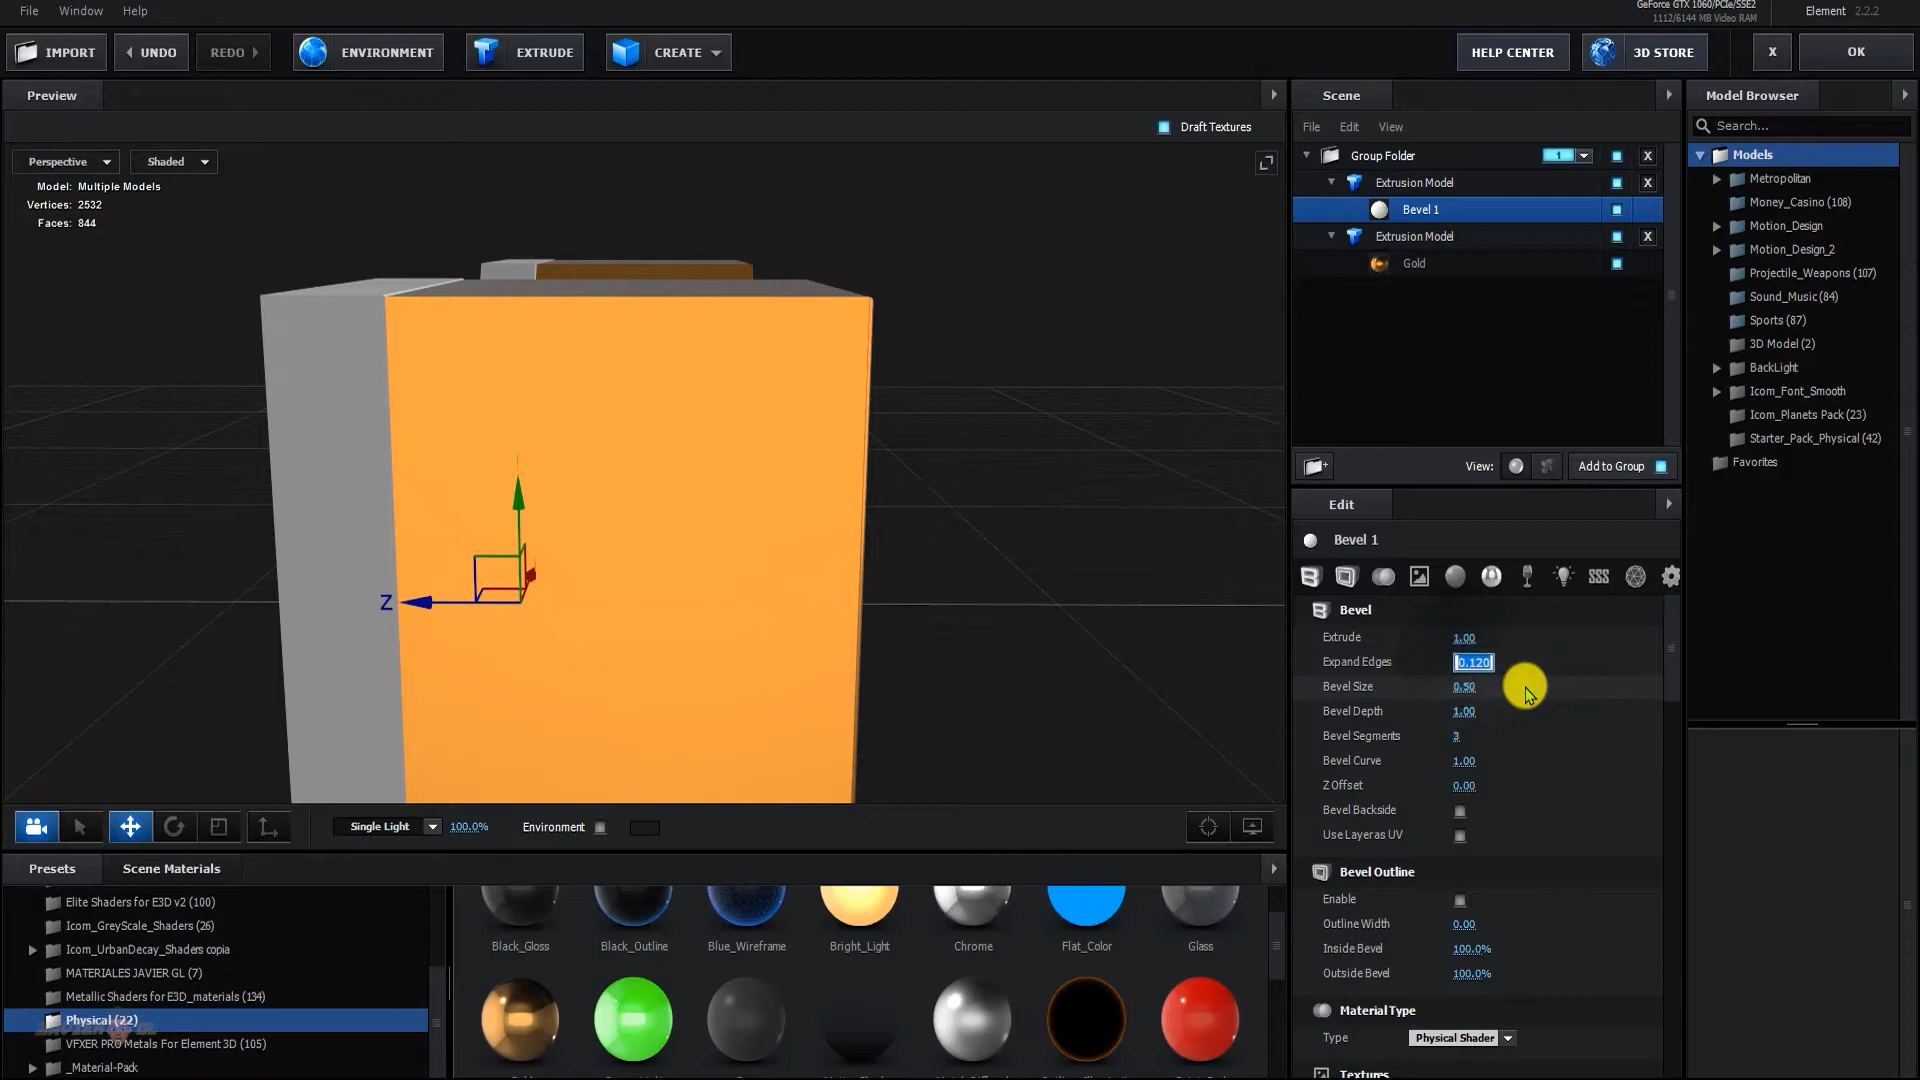 File Window Help
GeForce GTX 1060/PCIe/SSE2
1112/6144 MB Video RAM
Element 2.2.2
IMPORT UNDO REDO ENVIRONMENT EXTRUDE CREATE HELP CENTER 3D STORE X OK
Preview
Draft Textures
Perspective Shaded
Model: Multiple Models
Vertices: 2532
Faces: 844
Z
Single Light 100.0% Environment
Scene
File Edit View
Group Folder 1 X
Extrusion Model X
Bevel 1
Extrusion Model X
Gold
View: Add to Group
Edit
Bevel 1
Bevel
Extrude 1.00
Expand Edges 0.120
Bevel Size 0.50
Bevel Depth 1.00
Bevel Segments 3
Bevel Curve 1.00
Z Offset 0.00
Bevel Backside
Use Layer as UV
Bevel Outline
Enable
Outline Width 0.00
Inside Bevel 100.0%
Outside Bevel 100.0%
Material Type
Type Physical Shader
Textures
Model Browser
Search...
Models
Metropolitan
Money_Casino (108)
Motion_Design
Motion_Design_2
Projectile_Weapons (107)
Sound_Music (84)
Sports (87)
3D Model (2)
BackLight
Icom_Font_Smooth
Icom_Planets Pack (23)
Starter_Pack_Physical (42)
Favorites
Presets Scene Materials
Elite Shaders for E3D v2 (100)
Icom_GreyScale_Shaders (26)
Icom_UrbanDecay_Shaders copia
MATERIALES JAVIER GL (7)
Metallic Shaders for E3D_materials (134)
Physical (22)
VFXER PRO Metals For Element 3D (105)
_Material-Pack
Black_Gloss Black_Outline Blue_Wireframe Bright_Light Chrome Flat_Color Glass